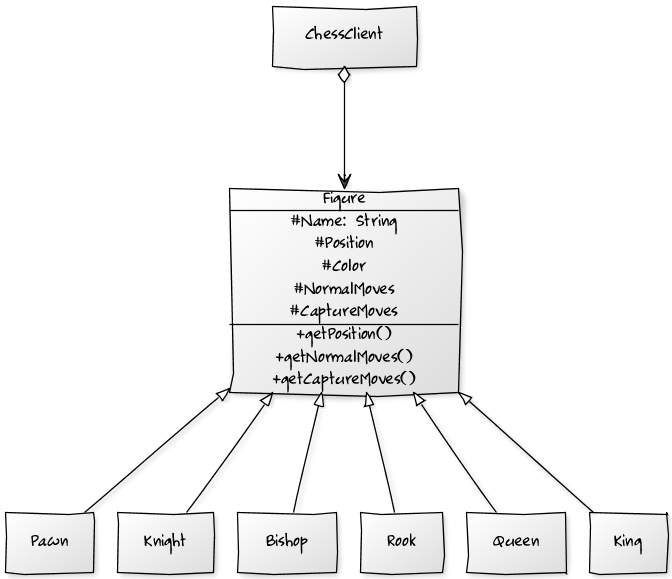 ChessClient
Figure
#Name: String
#Position
#Color
#NormalMoves
#CaptureMoves
+getPosition()
+getNormalMoves()
+getCaptureMoves()
Pawn
Knight
Bishop
Rook
Queen
King